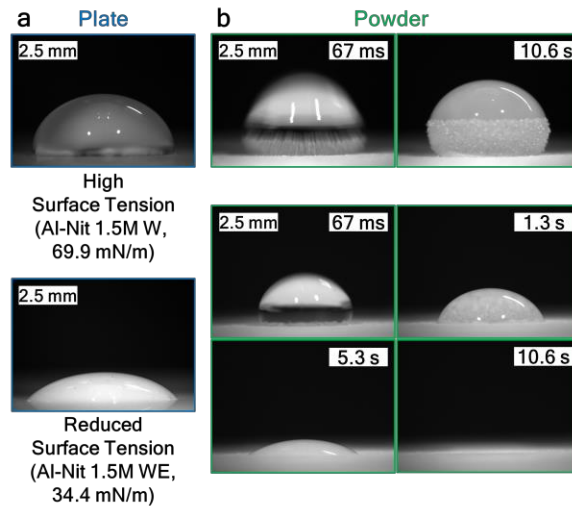 a Plate
b Powder
2.5 mm
2.5 mm 67 ms
10.6 s
High
Surface Tension
(Al-Nit 1.5M W,
69.9 mN/m)
2.5 mm 67 ms
1.3 s
2.5 mm
5.3 s
10.6 s
Reduced
Surface Tension
(Al-Nit 1.5M WE,
34.4 mN/m)